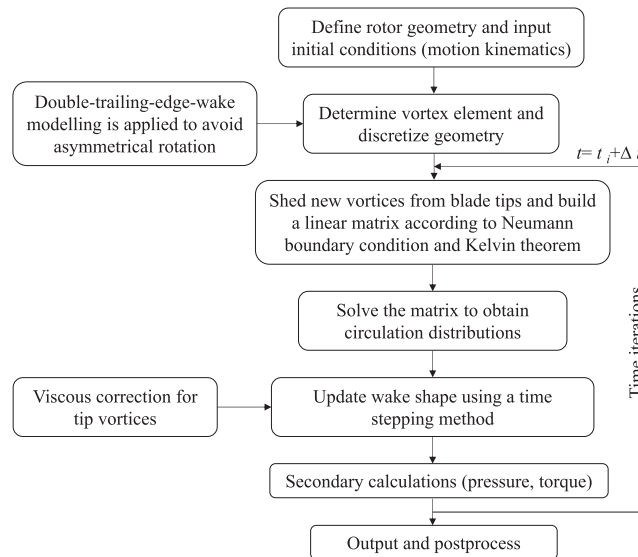 Define rotor geometry and input
initial conditions (motion kinematics)
Double-trailing-edge-wake
modelling is applied to avoid
asymmetrical rotation
Determine vortex element and
discretize geometry
t= t i+Δ t
Shed new vortices from blade tips and build
a linear matrix according to Neumann
boundary condition and Kelvin theorem
Solve the matrix to obtain
circulation distributions
Time iterations
Viscous correction for
tip vortices
Update wake shape using a time
stepping method
Secondary calculations (pressure, torque)
Output and postprocess